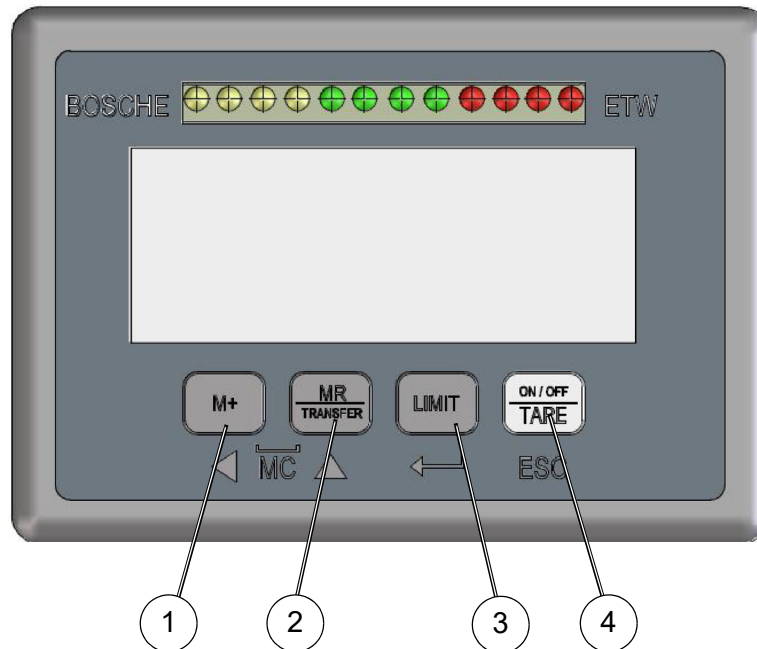 BOSCHE ETW
M+
MR
TRANSFER
LIMIT
ON / OFF
TARE
MC
ESC
1
2
3
4